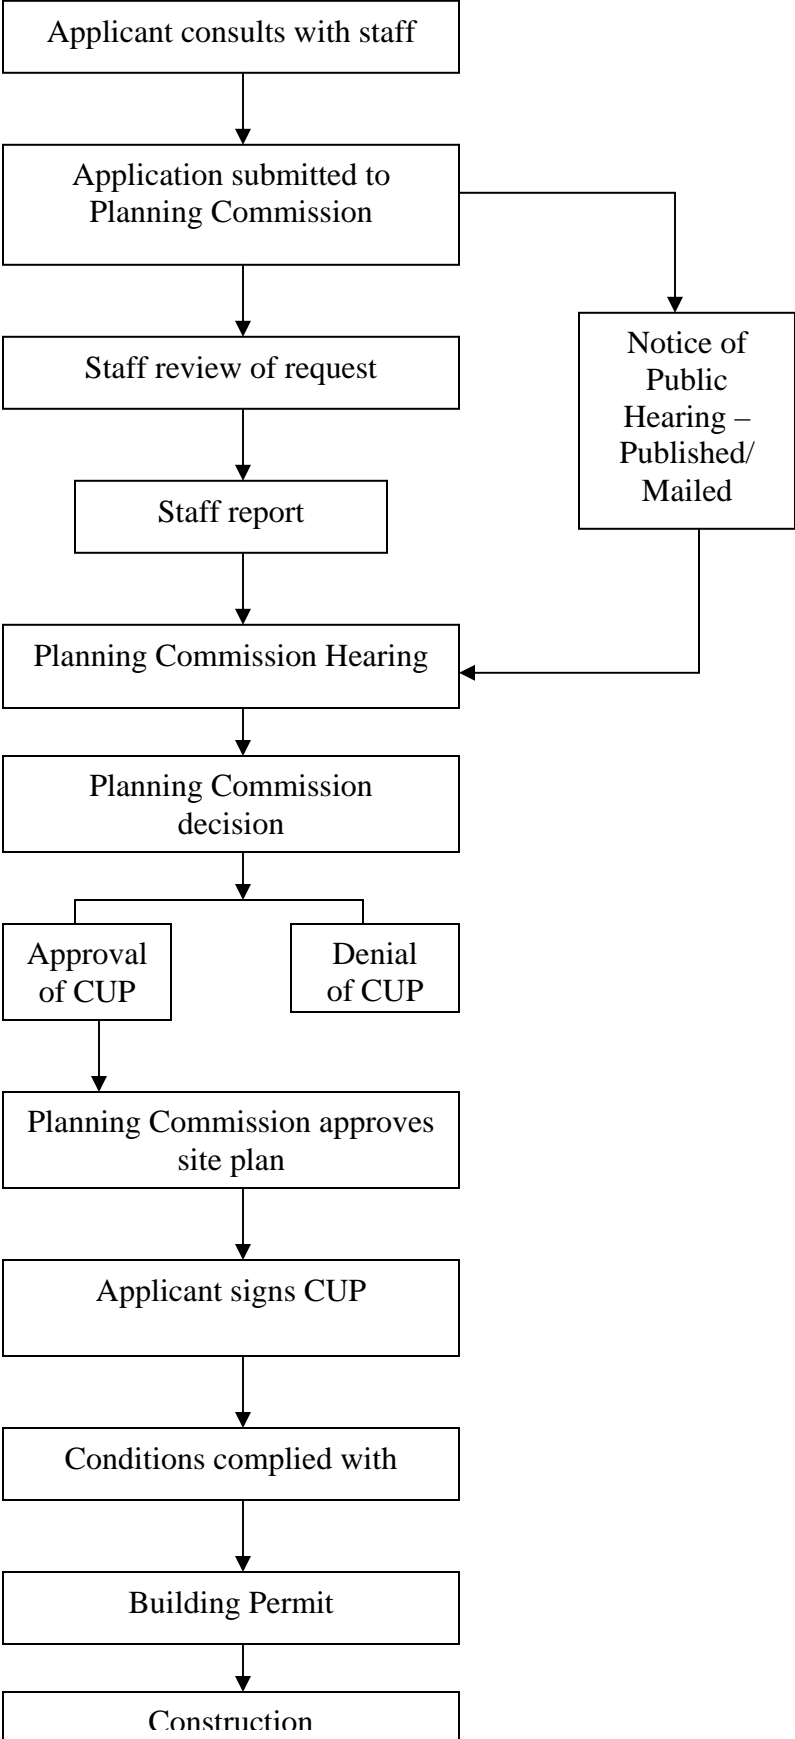 Applicant consults with staff
Application submitted to
Planning Commission
Staff review of request
Notice of
Public
Hearing –
Published/
Mailed
Staff report
Planning Commission Hearing
Planning Commission
decision
Approval
of CUP
Denial
of CUP
Planning Commission approves
site plan
Applicant signs CUP
Conditions complied with
Building Permit
Construction